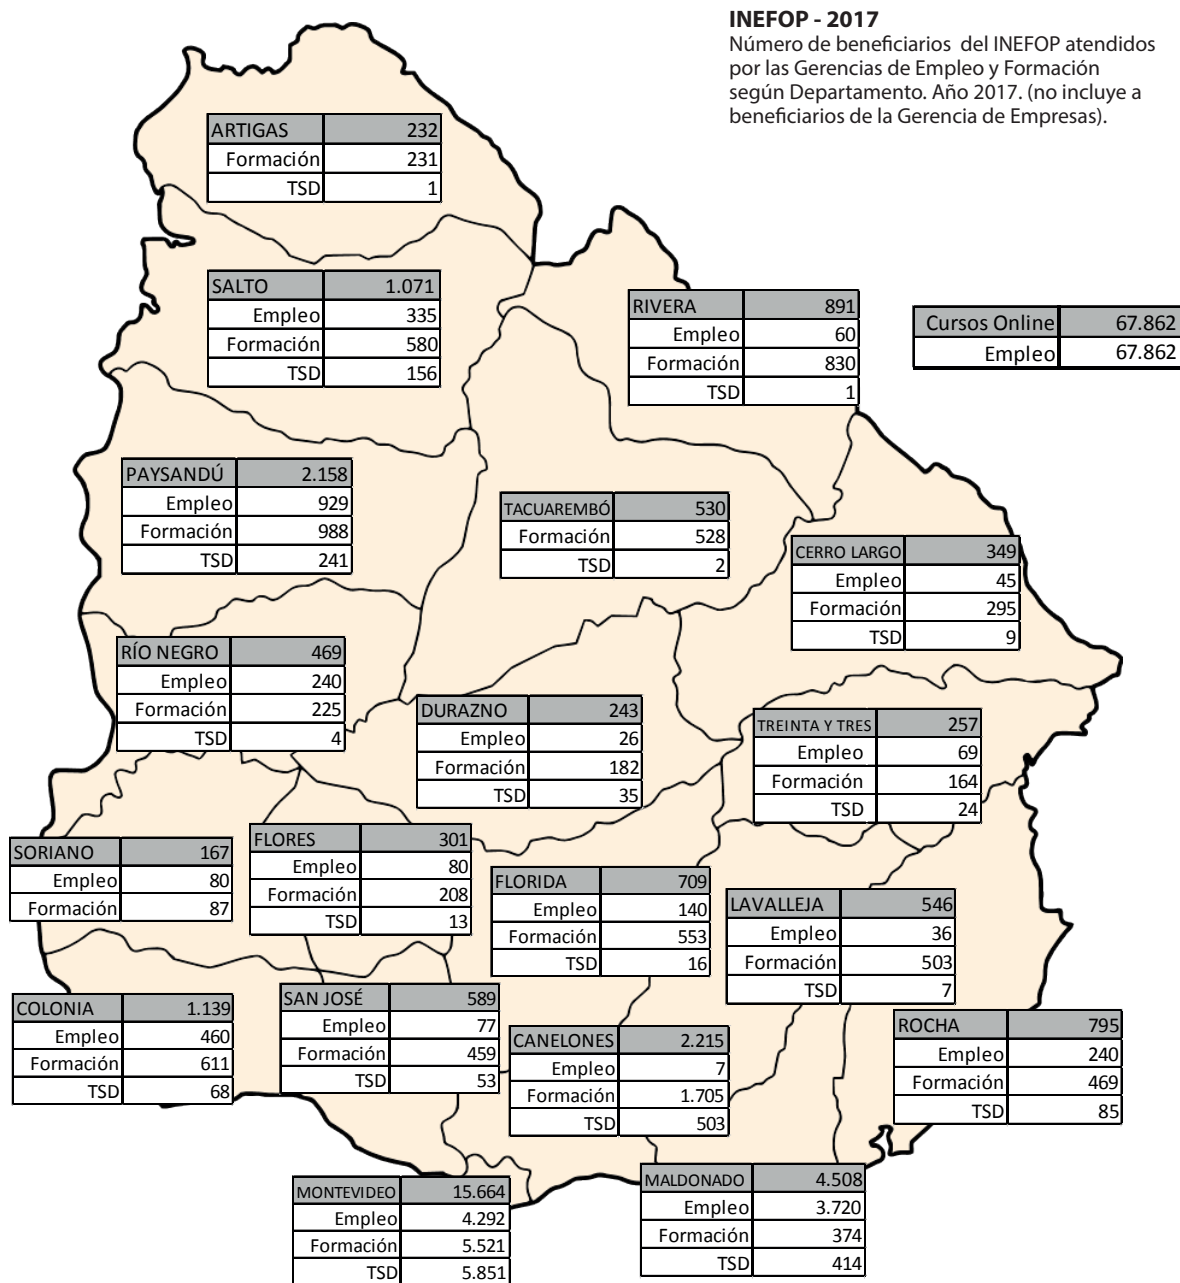 INEFOP - 2017
Número de beneficiarios del INEFOP atendidos
por las Gerencias de Empleo y Formación
según Departamento. Año 2017. (no incluye a
beneficiarios de la Gerencia de Empresas).
ARTIGAS 232
Formación 231
TSD 1
SALTO 1.071
Empleo 335
Formación 580
TSD 156
RIVERA 891
Empleo 60
Formación 830
TSD 1
Cursos Online 67.862
Empleo 67.862
PAYSANDÚ 2.158
Empleo 929
Formación 988
TSD 241
TACUAREMBÓ 530
Formación 528
TSD 2
CERRO LARGO 349
Empleo 45
Formación 295
TSD 9
RÍO NEGRO 469
Empleo 240
Formación 225
TSD 4
DURAZNO 243
Empleo 26
Formación 182
TSD 35
TREINTA Y TRES 257
Empleo 69
Formación 164
TSD 24
SORIANO 167
Empleo 80
Formación 87
FLORES 301
Empleo 80
Formación 208
TSD 13
FLORIDA 709
Empleo 140
Formación 553
TSD 16
LAVALLEJA 546
Empleo 36
Formación 503
TSD 7
COLONIA 1.139
Empleo 460
Formación 611
TSD 68
SAN JOSÉ 589
Empleo 77
Formación 459
TSD 53
CANELONES 2.215
Empleo 7
Formación 1.705
TSD 503
ROCHA 795
Empleo 240
Formación 469
TSD 85
MONTEVIDEO 15.664
Empleo 4.292
Formación 5.521
TSD 5.851
MALDONADO 4.508
Empleo 3.720
Formación 374
TSD 414